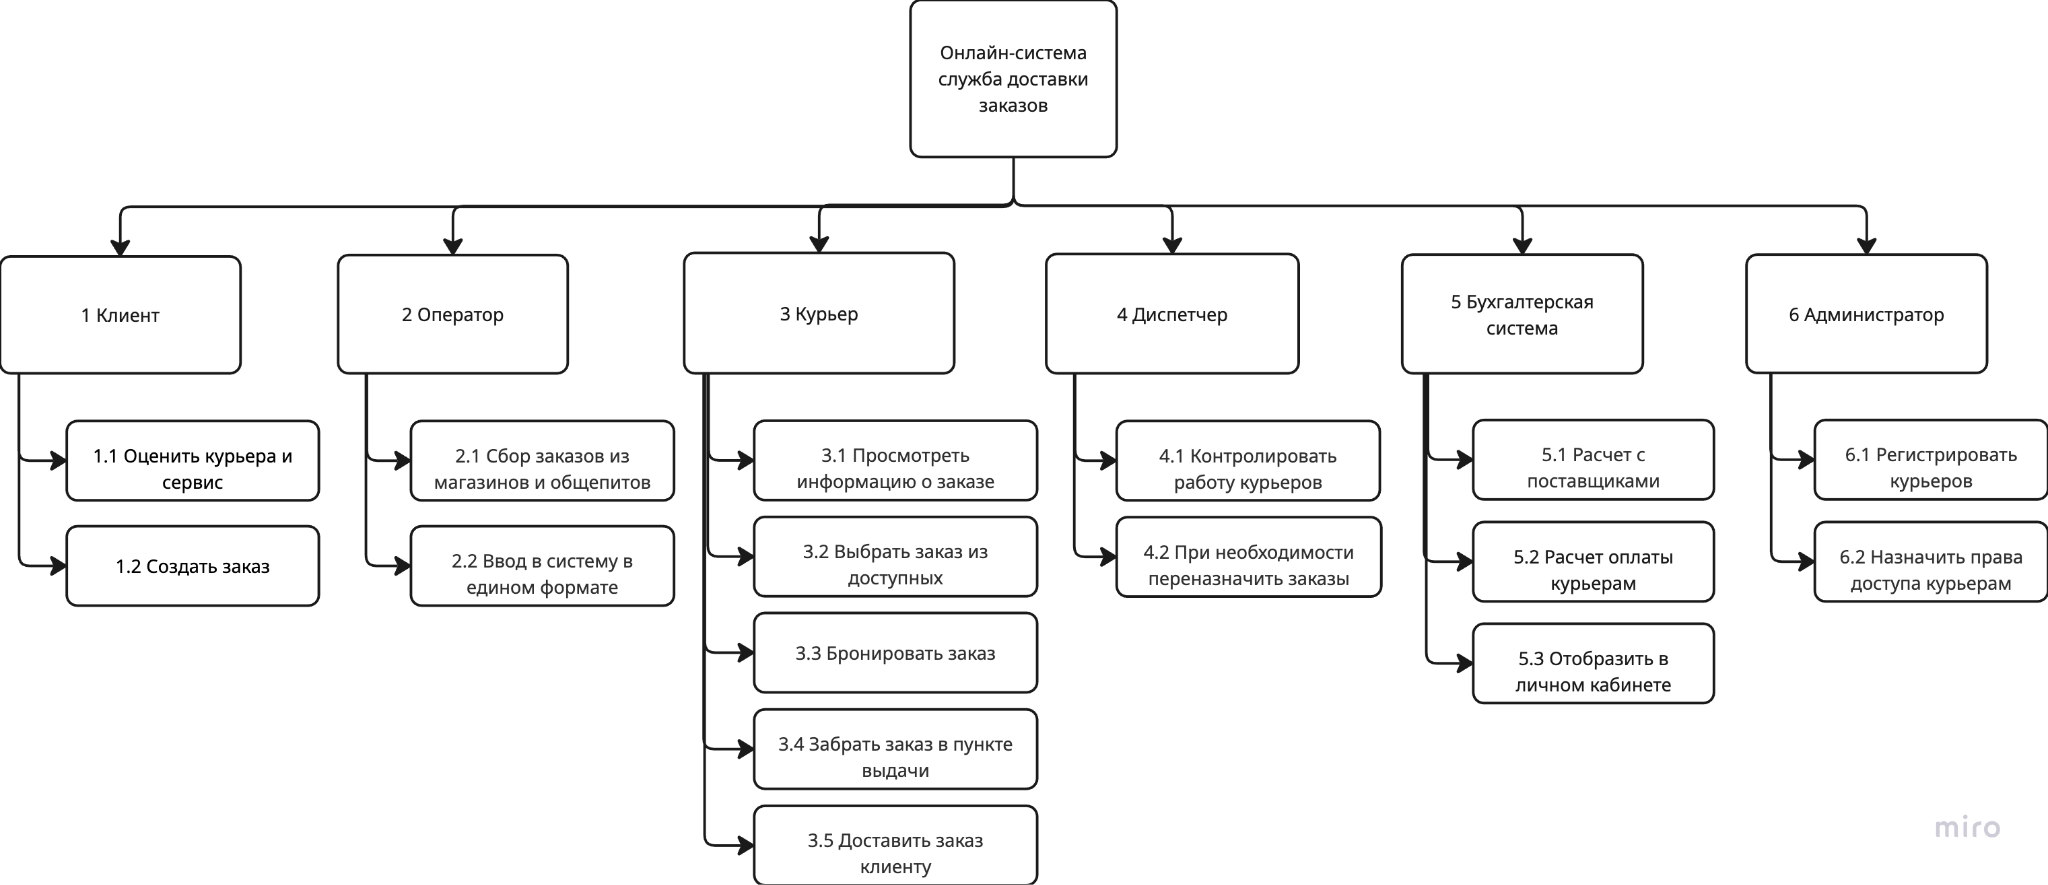 Онлайн-система
служба доставки
заказов
1 Клиент
2 Оператор
3 Курьер
4 Диспетчер
5 Бухгалтерская
система
6 Администратор
1.1 Оценить курьера и
сервис
1.2 Создать заказ
2.1 Сбор заказов из
магазинов и общепитов
2.2 Ввод в систему в
едином формате
3.1 Просмотреть
информацию о заказе
3.2 Выбрать заказ из
доступных
3.3 Бронировать заказ
3.4 Забрать заказ в пункте
выдачи
3.5 Доставить заказ
клиенту
4.1 Контролировать
работу курьеров
4.2 При необходимости
переназначить заказы
5.1 Расчет с
поставщиками
5.2 Расчет оплаты
курьерам
5.3 Отобразить в
личном кабинете
6.1 Регистрировать
курьеров
6.2 Назначить права
доступа курьерам
miro